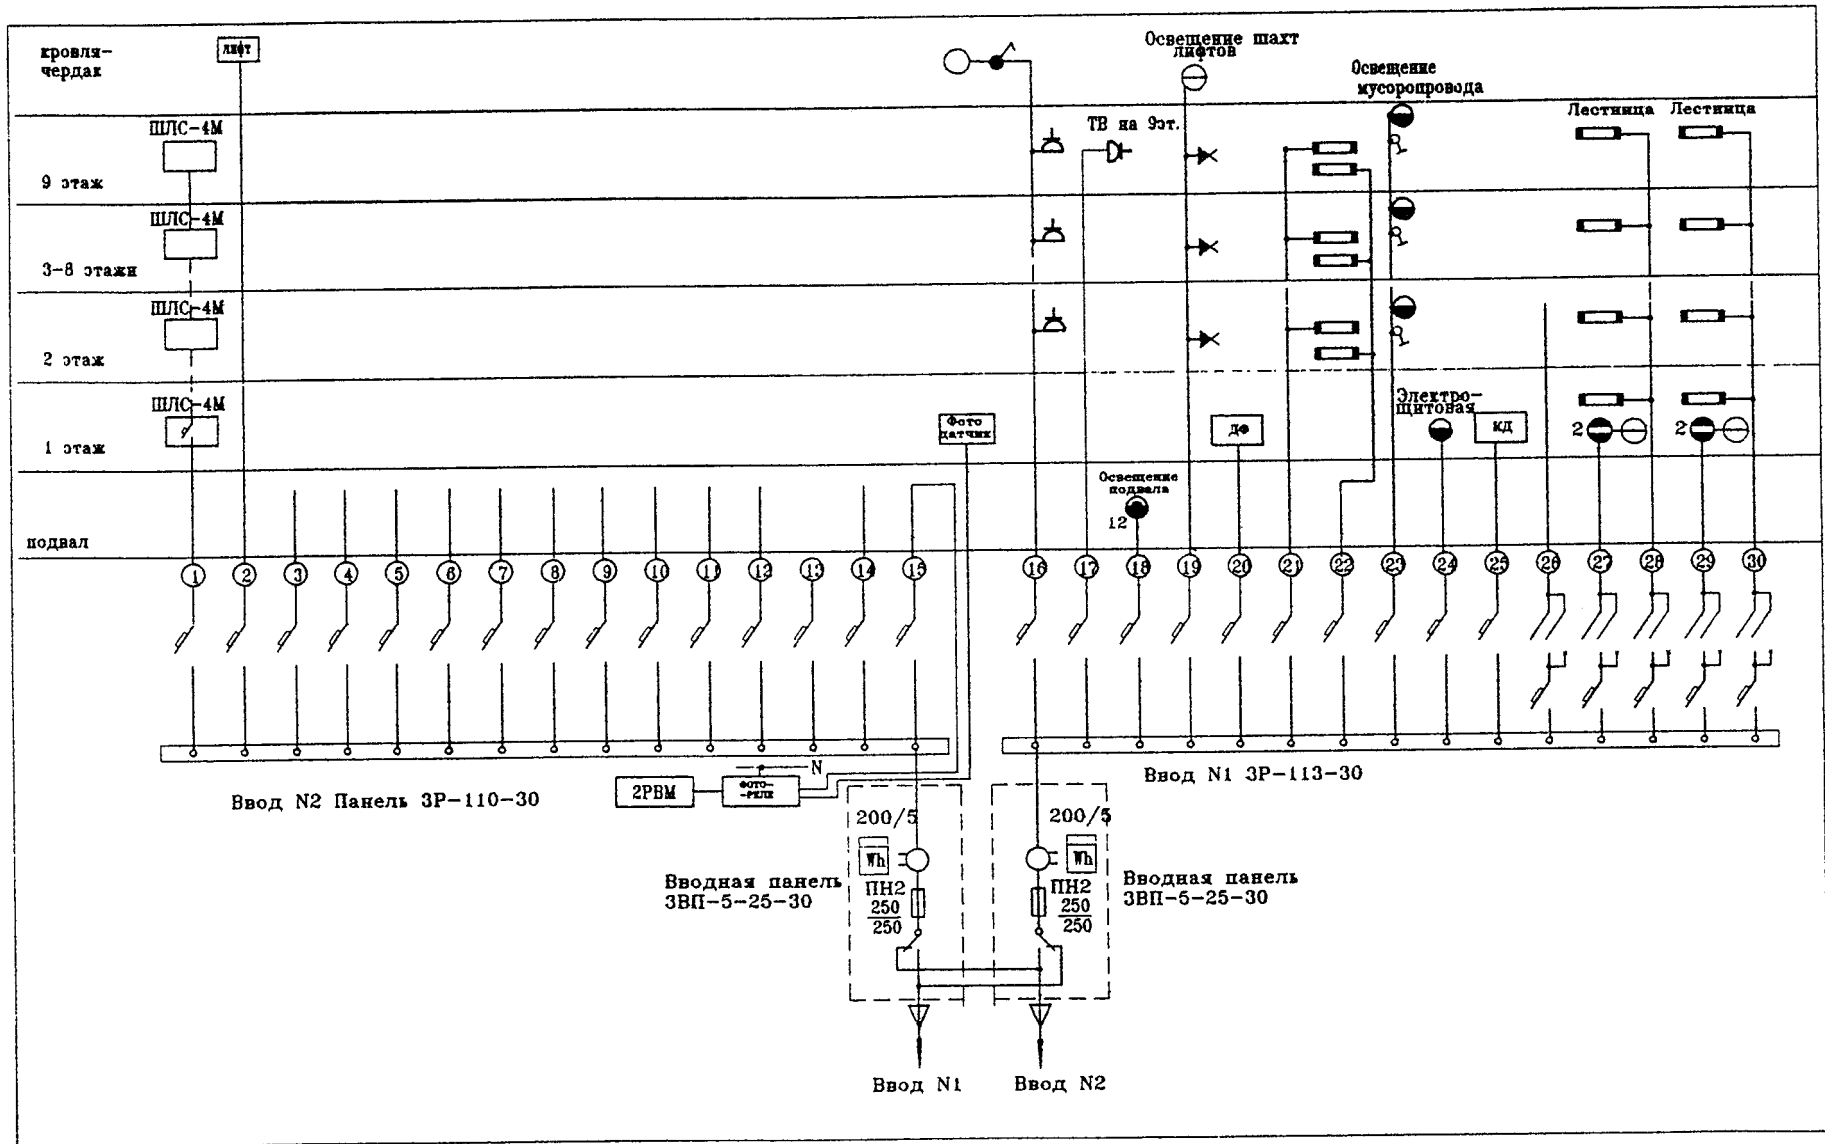 кровля-
чердак
лифт
Освещение шахт
лифтов
Освещение
мусоропровода
ШЛС-4М
ТВ на 9эт.
Лестница
Лестница
9 этаж
ШЛС-4М
3-8 этажи
ШЛС-4М
2 этаж
ШЛС-4М
Фото
датчик
ДФ
Электро-
щитовая
КД
2
2
1 этаж
Освещение
подвала
12
подвал
1 2 3 4 5 6 7 8 9 10 11 12 13 14 15 16 17 18 19 20 21 22 23 24 25 26 27 28 29 30
Ввод N2 Панель ЗР-110-30
2РВМ
ФОТО-
-РЕЛЕ
N
Ввод N1 ЗР-113-30
200/5
200/5
Wh
Wh
Вводная панель
ЗВП-5-25-30
ПН2
250
250
ПН2
250
250
Вводная панель
ЗВП-5-25-30
Ввод N1
Ввод N2